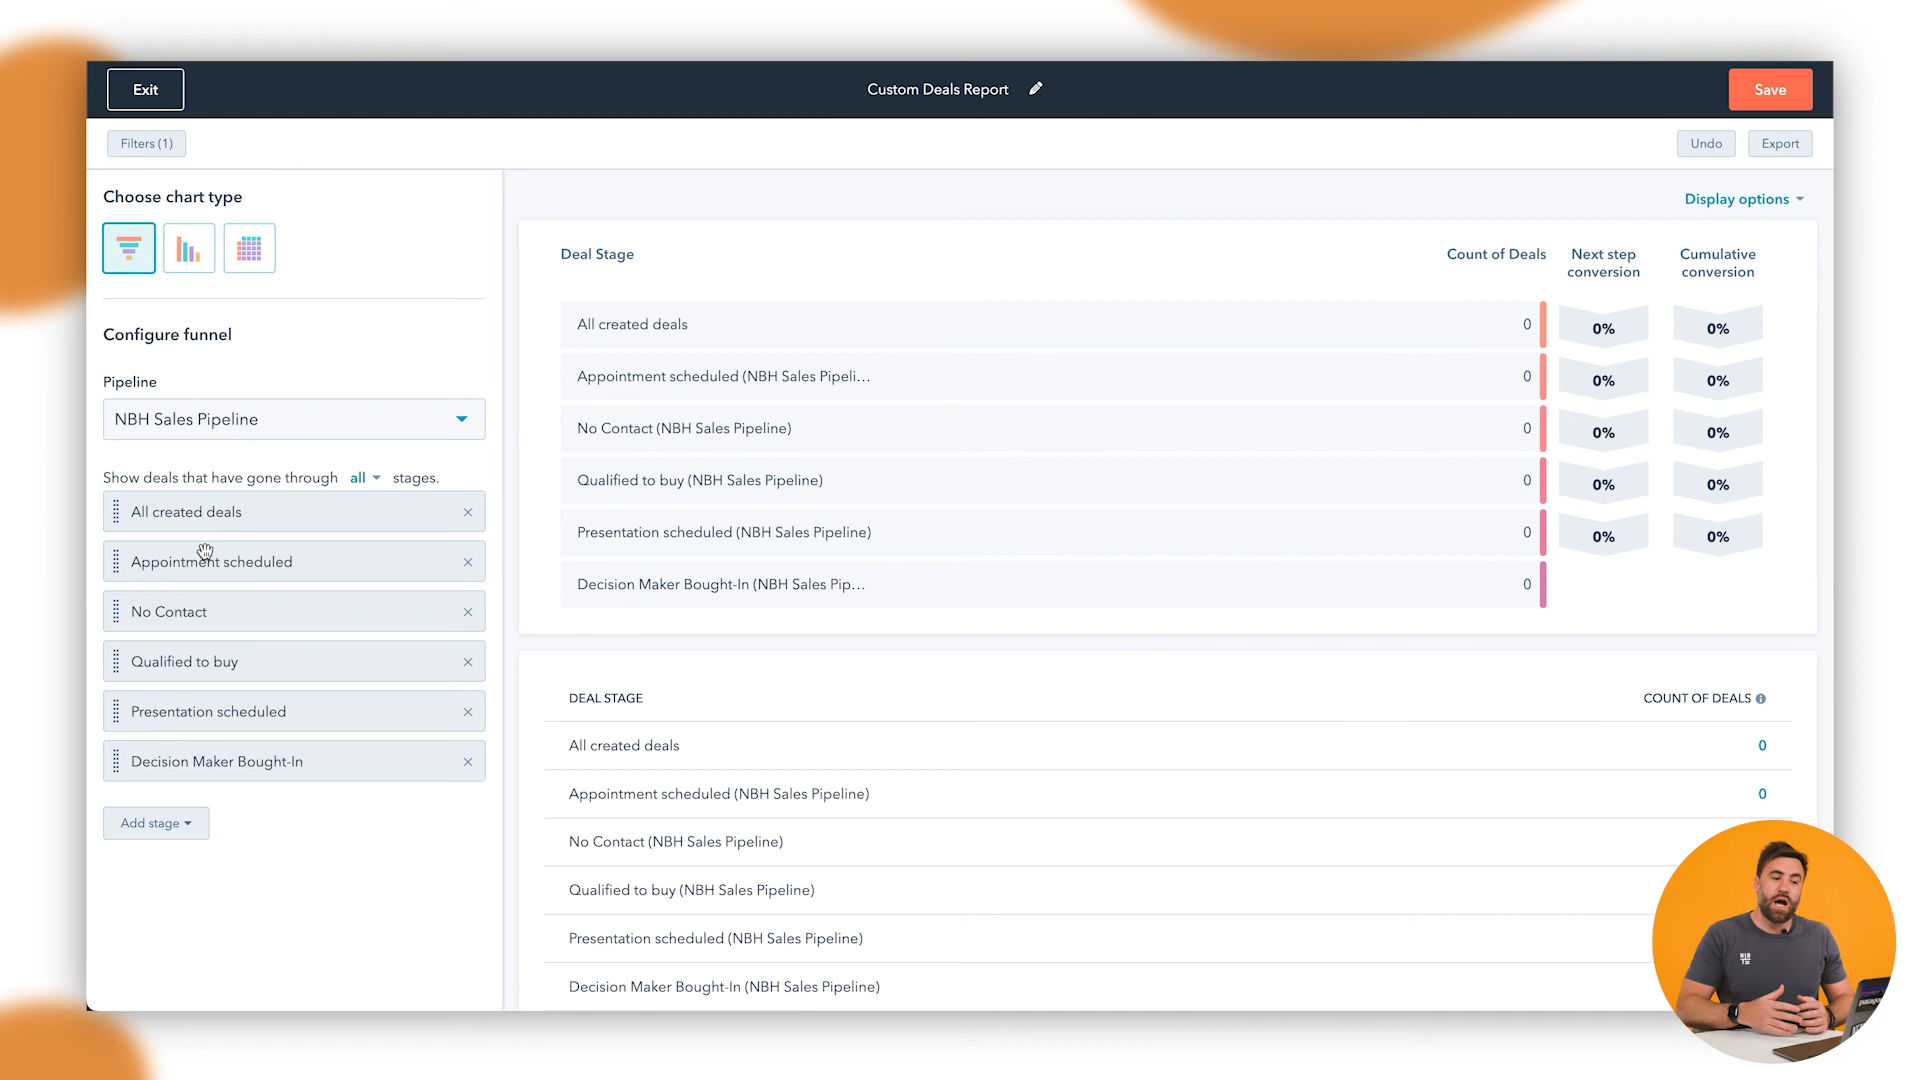 Exit
Custom Deals Report
Save
Filters (1)
Undo
Export
Choose chart type
Display options
Configure funnel
Pipeline
NBH Sales Pipeline
Show deals that have gone through all stages.
All created deals
Appointment scheduled
No Contact
Qualified to buy
Presentation scheduled
Decision Maker Bought-In
Add stage
Deal Stage
Count of Deals
Next step
conversion
Cumulative
conversion
All created deals 0 0% 0%
Appointment scheduled (NBH Sales Pipeli… 0 0% 0%
No Contact (NBH Sales Pipeline) 0 0% 0%
Qualified to buy (NBH Sales Pipeline) 0 0% 0%
Presentation scheduled (NBH Sales Pipeline) 0 0% 0%
Decision Maker Bought-In (NBH Sales Pip… 0
DEAL STAGE COUNT OF DEALS
All created deals 0
Appointment scheduled (NBH Sales Pipeline) 0
No Contact (NBH Sales Pipeline)
Qualified to buy (NBH Sales Pipeline)
Presentation scheduled (NBH Sales Pipeline)
Decision Maker Bought-In (NBH Sales Pipeline)